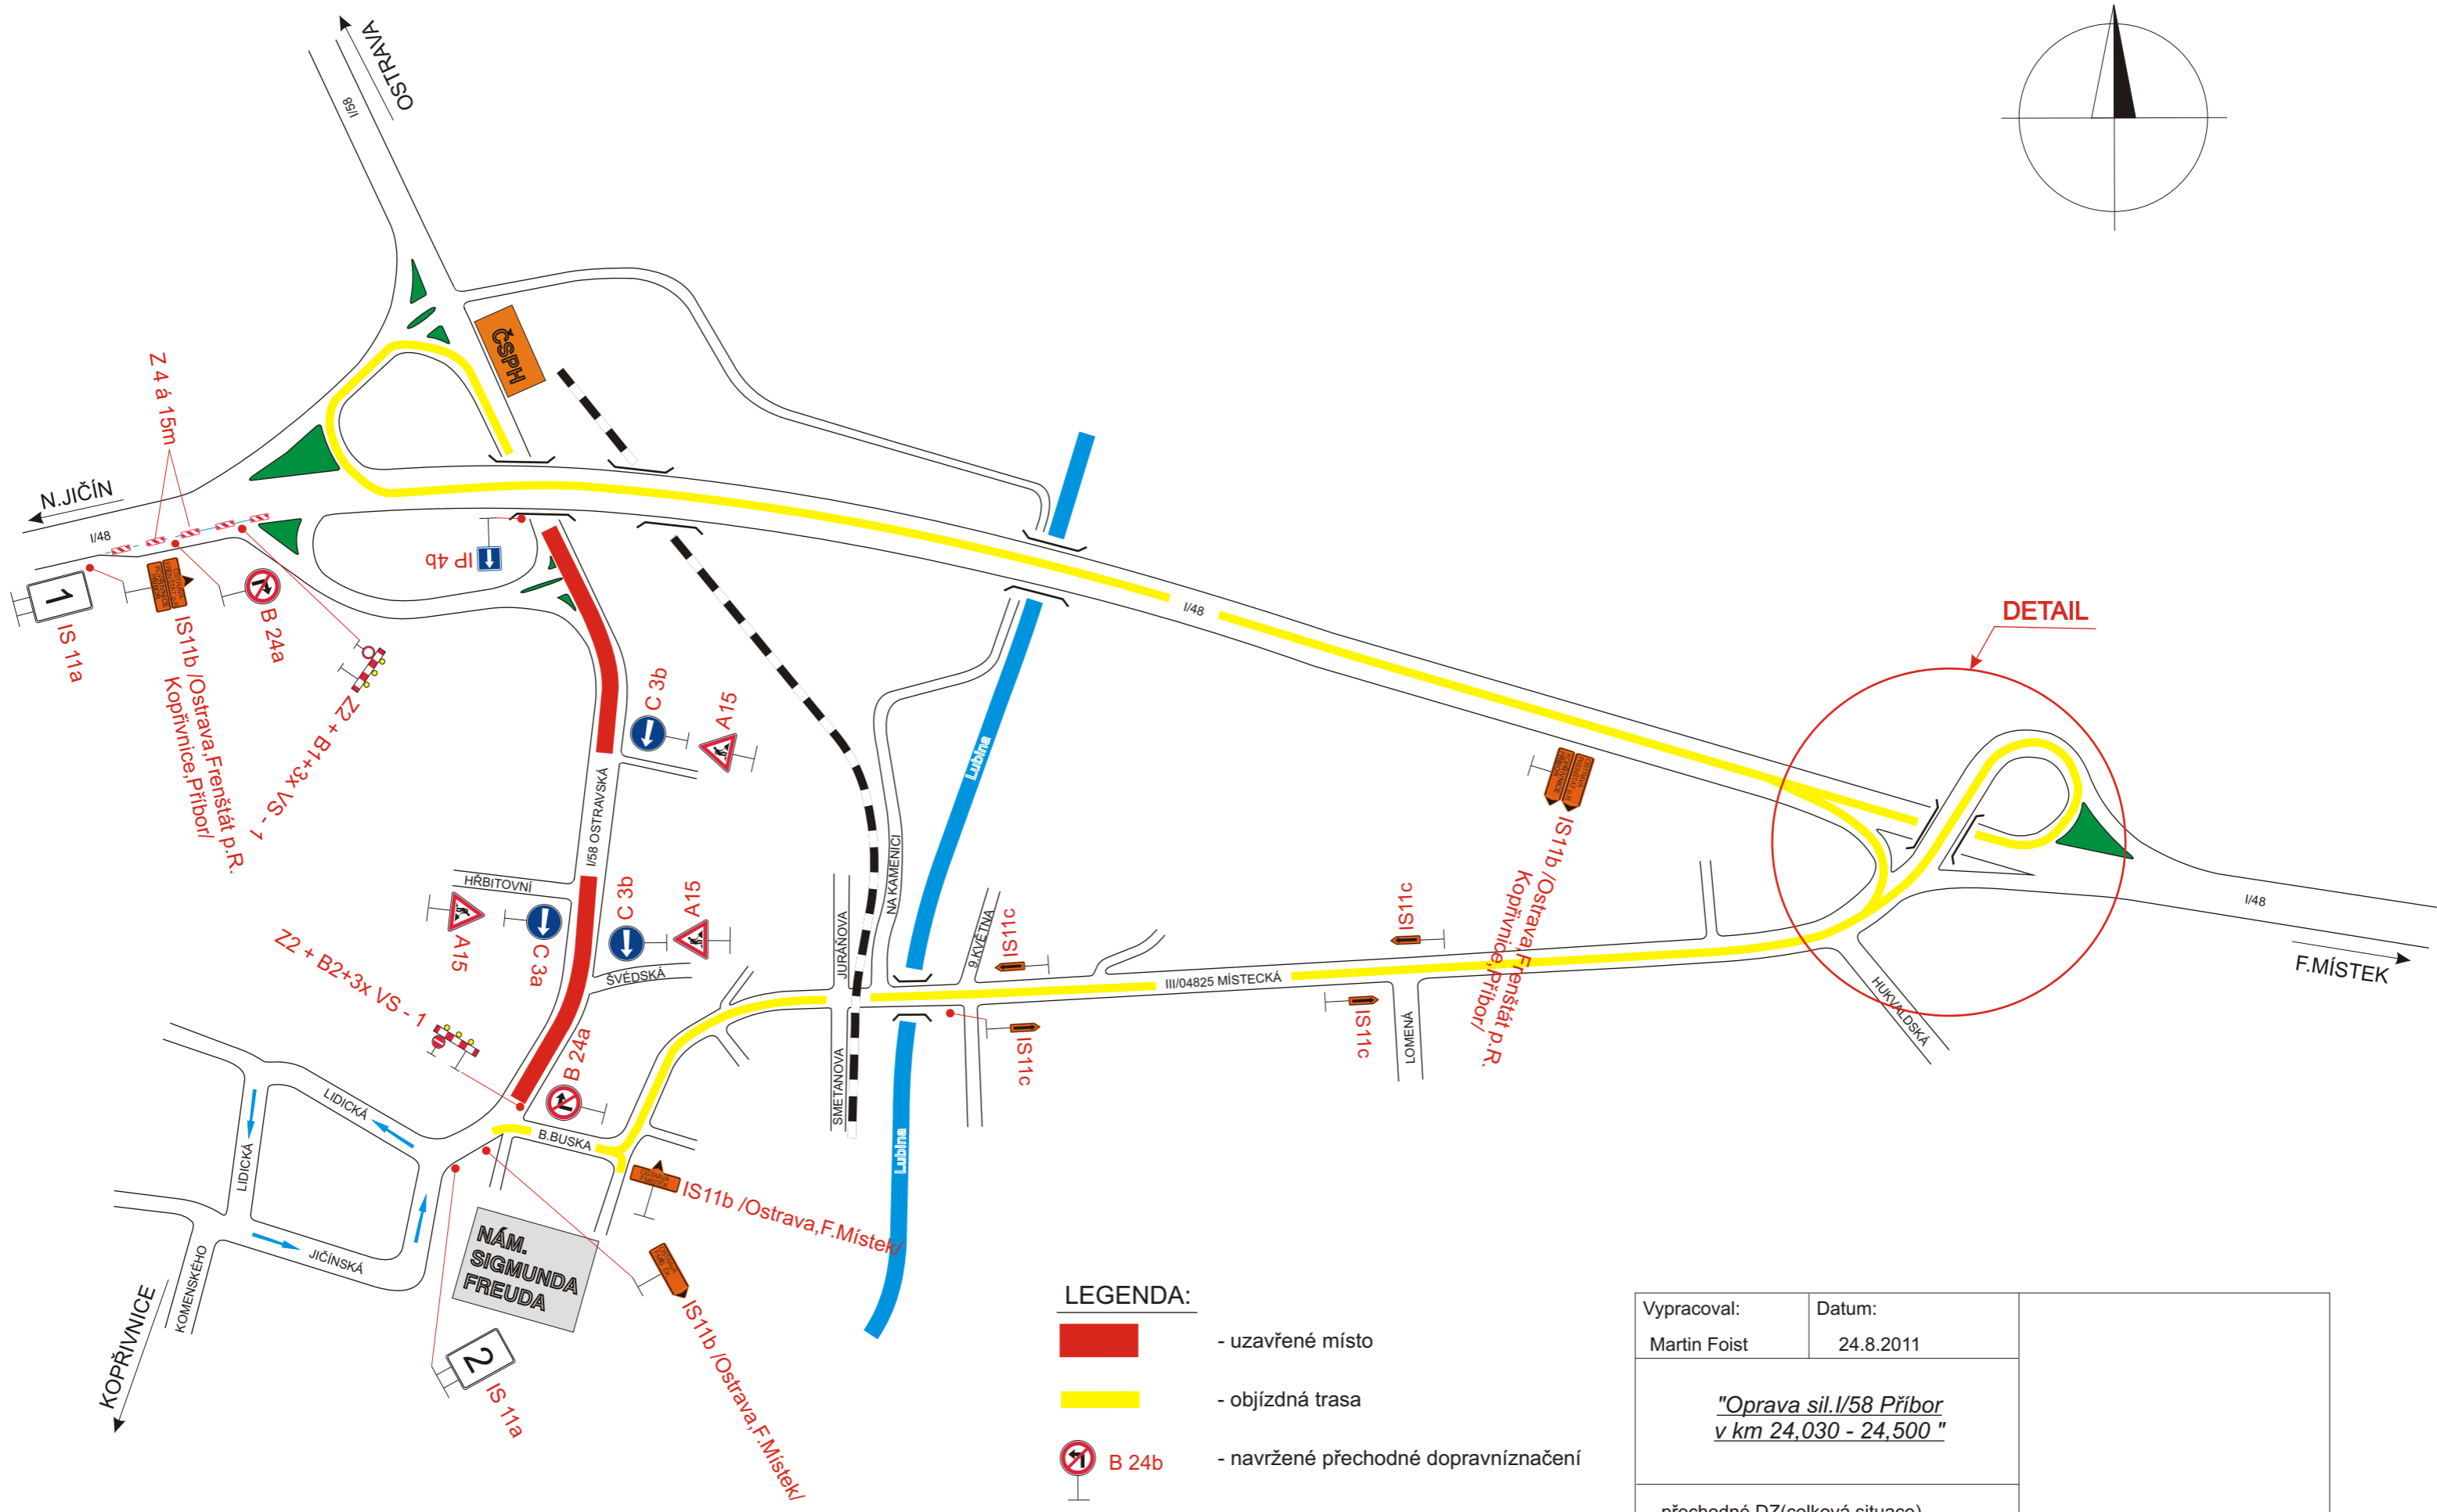 OSTRAVA
I/58
ČSPH
Z 4 á 15m
N.JIČÍN
I/48
IP 4b
1
IS 11a
IS11b /Ostrava,Frenštát p.R.
Kopřivnice,Příbor/
B 24a
Z2 + B1+3x VS - 1
C 3b
A15
I/58 OSTRAVSKÁ
I/48
DETAIL
Lubina
NA KAMENICI
IS11b /Ostrava,Frenštát p.R.
Kopřivnice,Příbor/
HŘBITOVNÍ
A15
C 3a
C 3b
A15
ŠVÉDSKÁ
Z2 + B2+3x VS - 1
B 24a
JURÁŇOVA
SMETANOVA
9.KVĚTNA
IS11c
IS11c
III/04825 MÍSTECKÁ
IS11c
IS11c
LOMENÁ
HUKVALDSKÁ
I/48
F.MÍSTEK
LIDICKÁ
LIDICKÁ
B.BUSKA
JIČÍNSKÁ
KOMENSKÉHO
KOPŘIVNICE
NÁM.
SIGMUNDA
FREUDA
Lubina
IS11b /Ostrava,F.Místek/
IS11b /Ostrava,F.Místek/
2
IS 11a
LEGENDA:
- uzavřené místo
- objízdná trasa
B 24b
- navržené přechodné dopravníznačení
Vypracoval:
Martin Foist
Datum:
24.8.2011
"Oprava sil.I/58 Příbor
v km 24,030 - 24,500 "
přechodné DZ(celková situace)